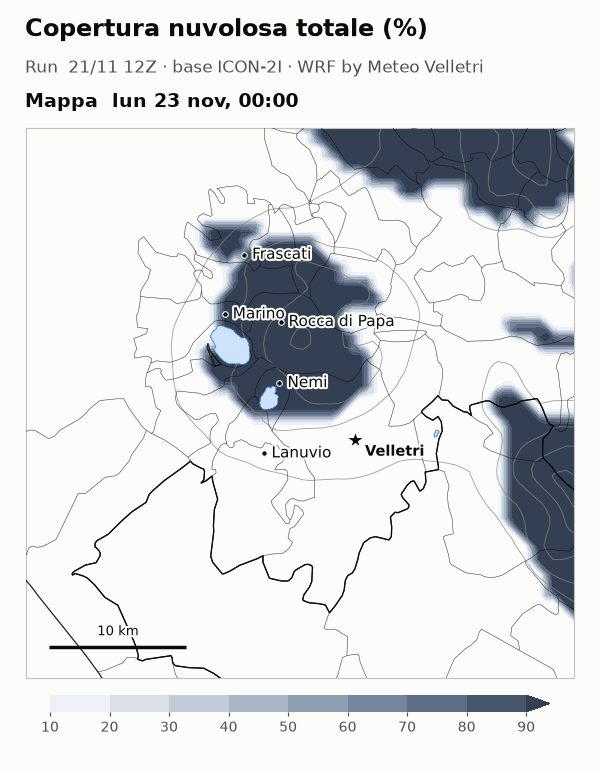 Copertura nuvolosa totale (%)
Run  21/11 12Z · base ICON-2I · WRF by Meteo Velletri
Mappa  lun 23 nov, 00:00
Frascati
Marino
Rocca di Papa
Nemi
Velletri
Lanuvio
10 km
10 20 30 40 50 60 70 80 90